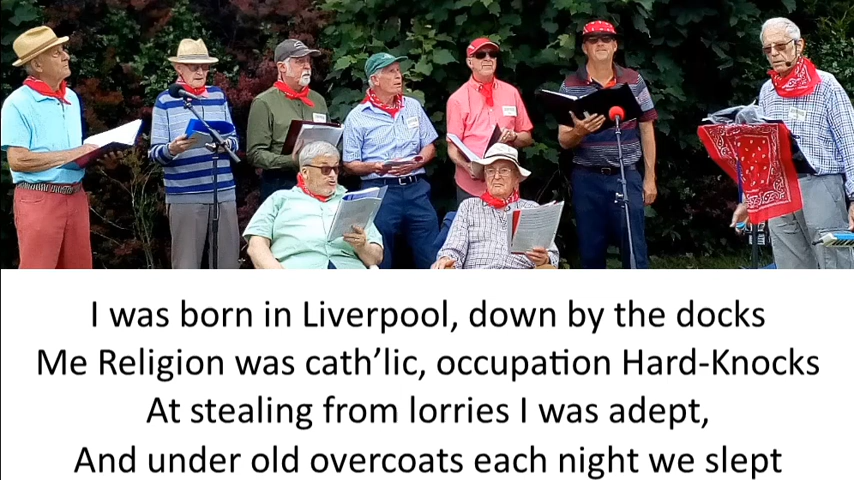 I was born in Liverpool, down by the docks
Me Religion was cath’lic, occupation Hard-Knocks
At stealing from lorries I was adept,
And under old overcoats each night we slept